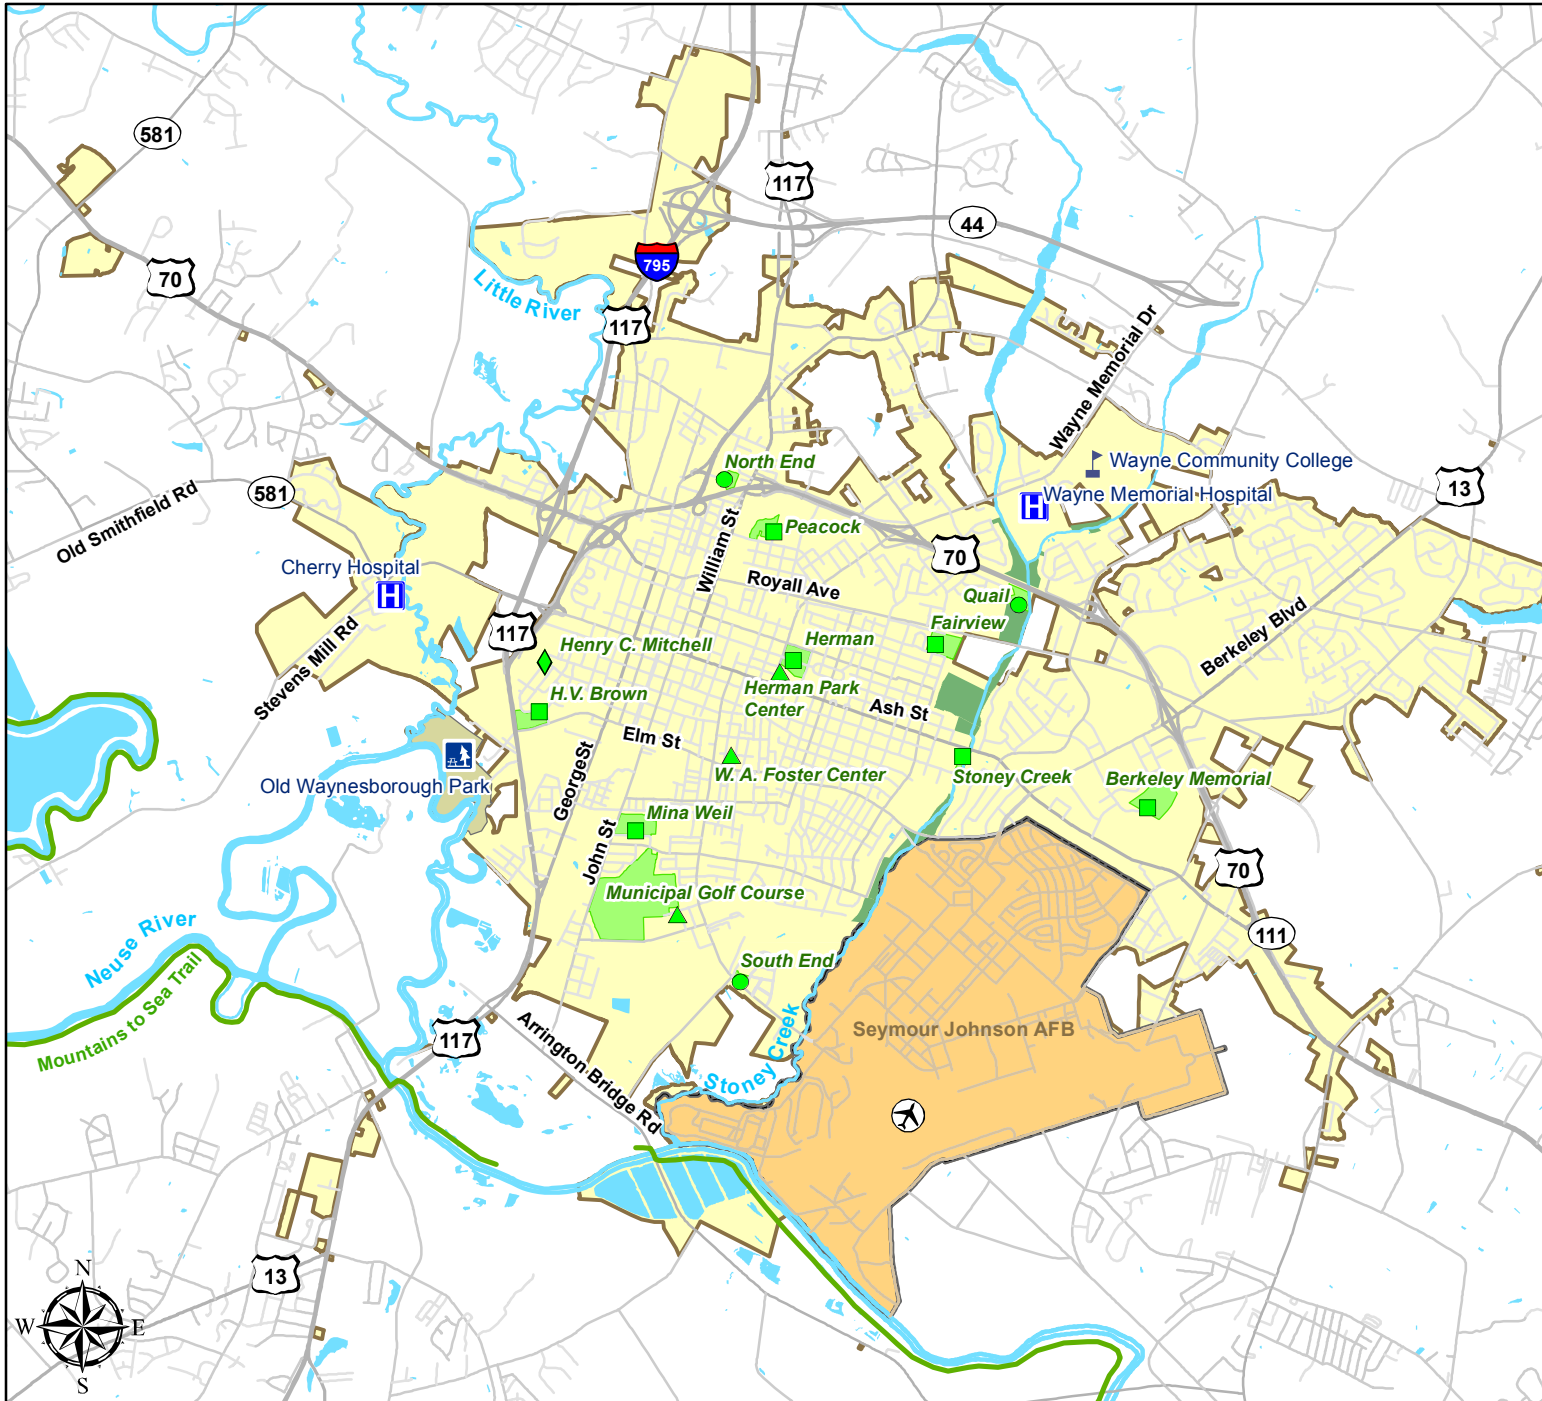 581
117
44
70
795
Little River
117
Wayne Memorial Dr
North End
Wayne Community College
13
581
Wayne Memorial Hospital
Old Smithfield Rd
William St
Peacock
70
Cherry Hospital
Royall Ave
Quail
Fairview
Berkeley Blvd
117
Henry C. Mitchell
Herman
Stevens Mill Rd
H.V. Brown
Herman Park
Center
Ash St
Elm St
George St
W. A. Foster Center
Stoney Creek
Berkeley Memorial
Old Waynesborough Park
Mina Weil
John St
70
Municipal Golf Course
Neuse River
111
Mountains to Sea Trail
South End
117
Arrington Bridge Rd
Stoney Creek
Seymour Johnson AFB
13
N
W
E
S
H
H